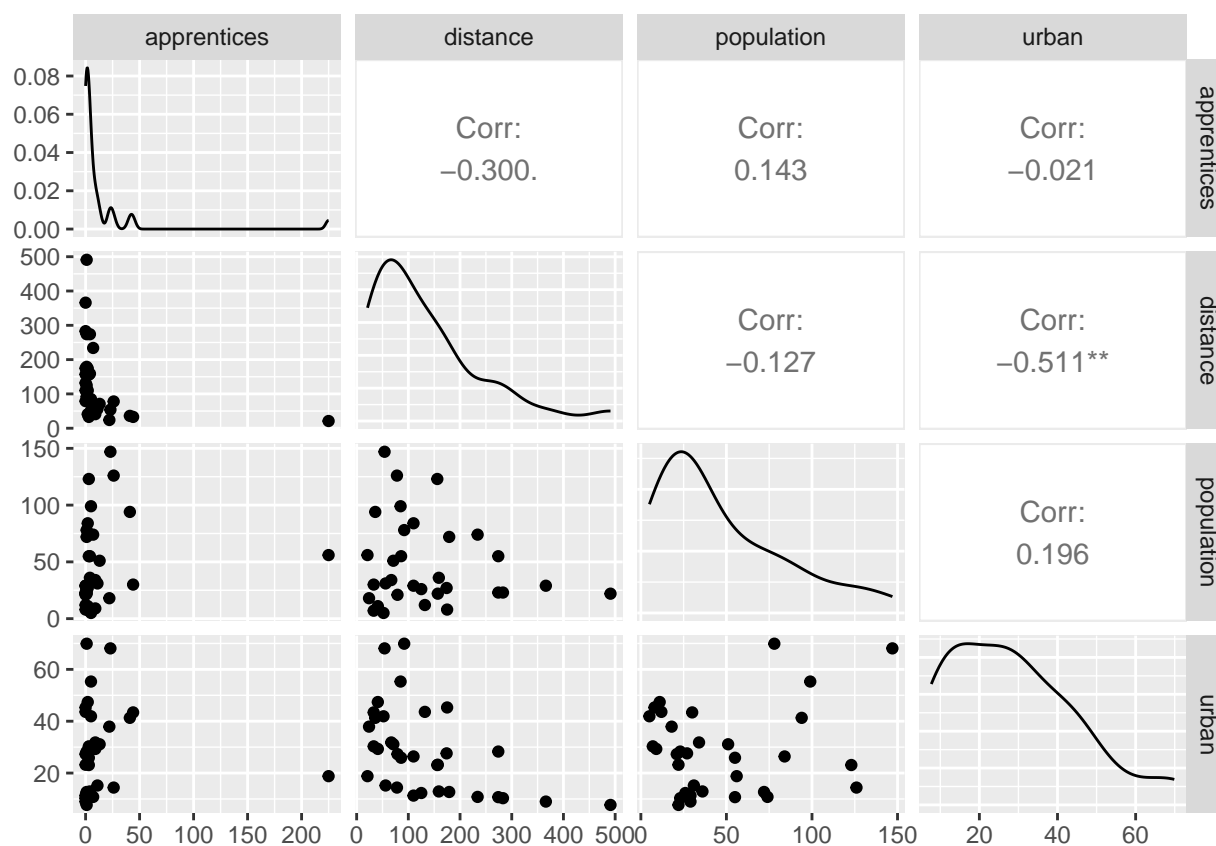 apprentices distance population urban
0.08
0.06
0.04
0.02
0.00
Corr:
−0.300.
Corr:
0.143
Corr:
−0.021
apprentices
500
400
300
200
100
0
Corr:
−0.127
Corr:
−0.511**
distance
150
100
50
0
Corr:
0.196
population
60
40
20
urban
0 50 100 150 200
0 100 200 300 400 500
0 50 100 150
20 40 60